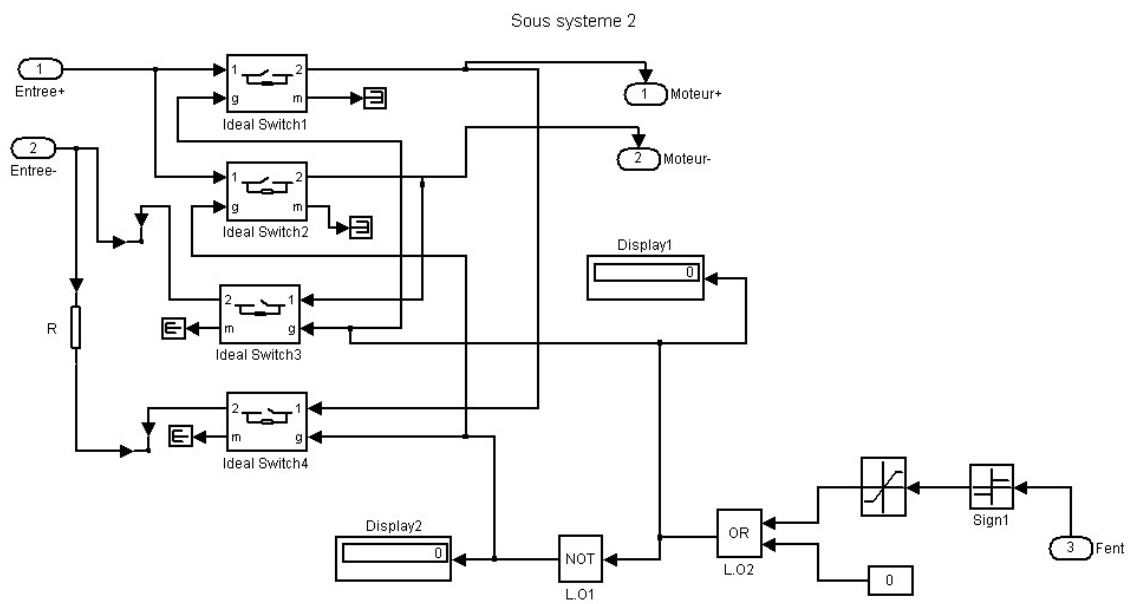 Sous systeme 2
1
Entree+
1 2
g m
Ideal Switch1
1
Moteur+
2
Entree-
1 2
g m
Ideal Switch2
2
Moteur-
Display1
0
2 1
m g
Ideal Switch3
R
2 1
m g
Ideal Switch4
Sign1
Display2
0
NOT
L.O1
OR
L.O2
3
Fent
0